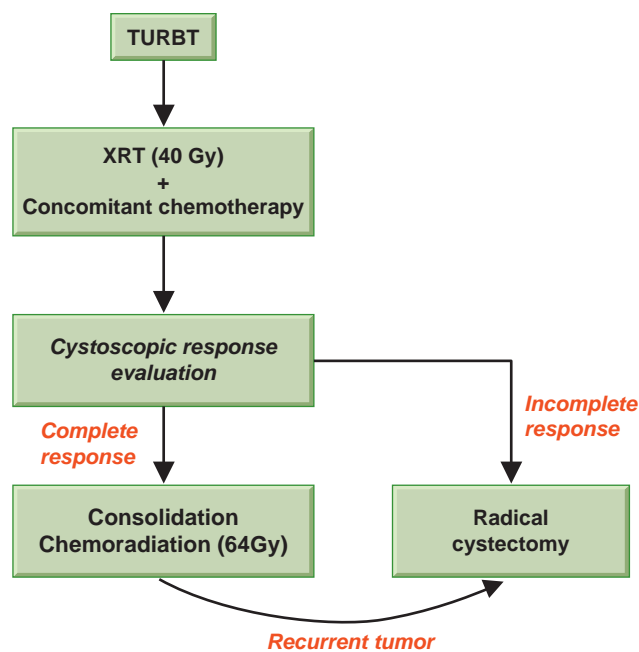 TURBT
XRT (40 Gy)
+
Concomitant chemotherapy
Cystoscopic response
evaluation
Complete
response
Incomplete
response
Consolidation
Chemoradiation (64Gy)
Radical
cystectomy
Recurrent tumor